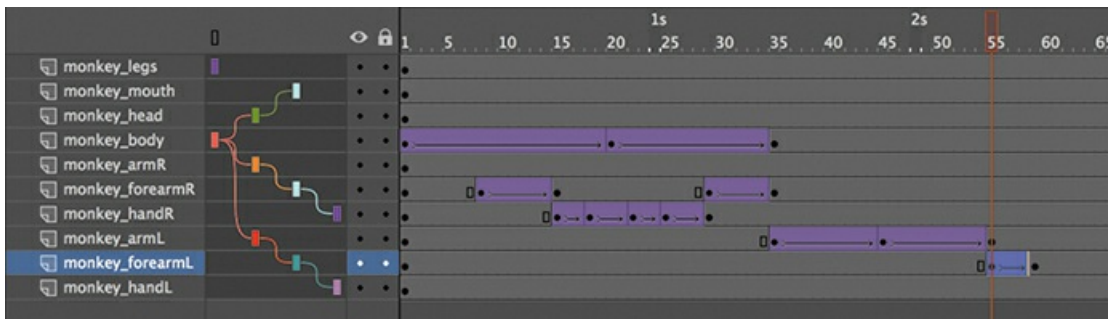 1s 2s
1 5 10 15 20 25 30 35 40 45 50 55 60 65
monkey_legs
monkey_mouth
monkey_head
monkey_body
monkey_armR
monkey_forearmR
monkey_handR
monkey_armL
monkey_forearmL
monkey_handL